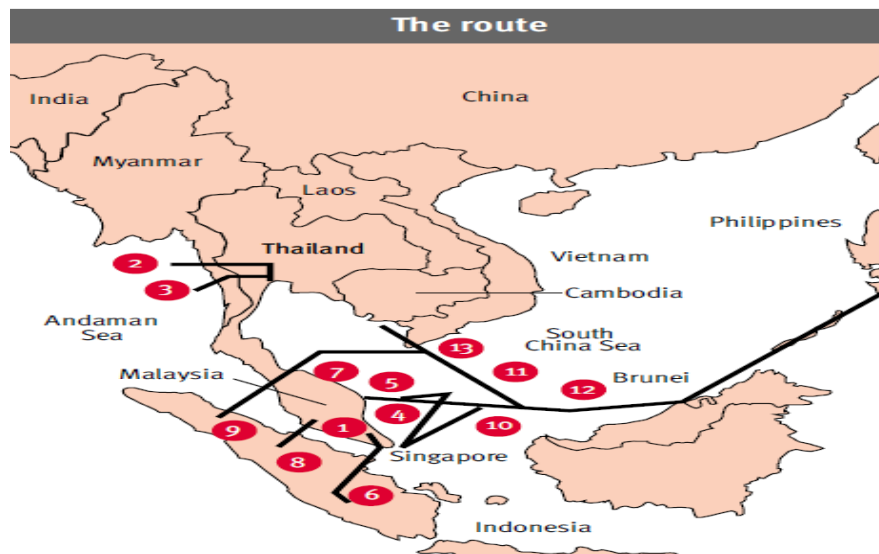 The route
India
China
Myanmar
Laos
Philippines
Thailand
Vietnam
2
Cambodia
3
Andaman
Sea
South
China Sea
13
Malaysia
7
5
11
Brunei
12
4
9
1
10
Singapore
8
6
Indonesia